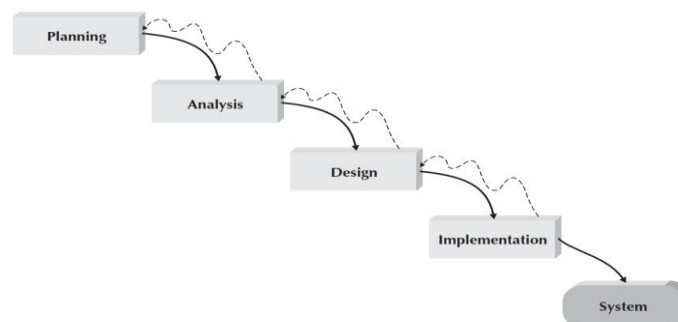 Planning
Analysis
Design
Implementation
System